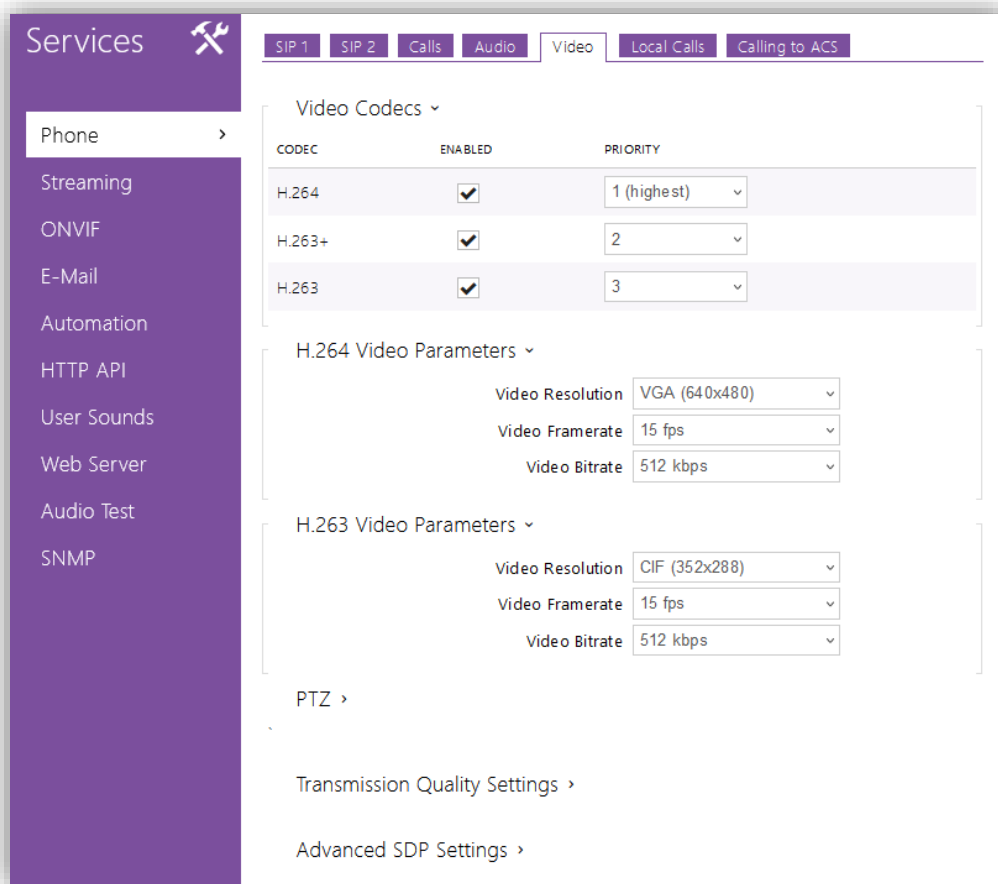 Services
Phone
Streaming
ONVIF
E-Mail
Automation
HTTP API
User Sounds
Web Server
Audio Test
SNMP
SIP 1 SIP 2 Calls Audio Video Local Calls Calling to ACS
Video Codecs
CODEC ENABLED PRIORITY
H.264 1 (highest)
H.263+ 2
H.263 3
H.264 Video Parameters
Video Resolution VGA (640x480)
Video Framerate 15 fps
Video Bitrate 512 kbps
H.263 Video Parameters
Video Resolution CIF (352x288)
Video Framerate 15 fps
Video Bitrate 512 kbps
PTZ
`
Transmission Quality Settings
Advanced SDP Settings